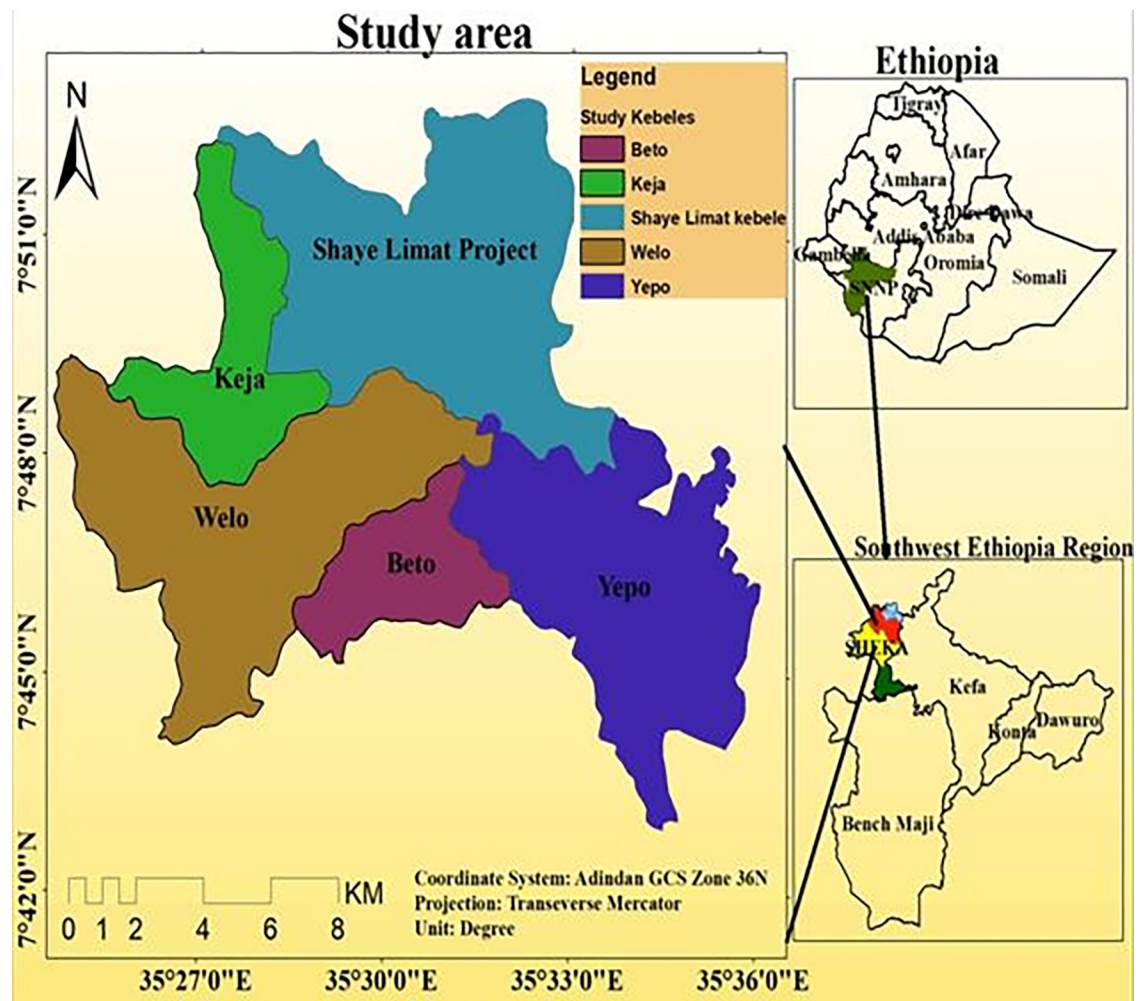 Study area
N
Legend
Study Kebeles
Beto
Keja
Shaye Limat kebele
Welo
Yepo
Shaye Limat Project
Keja
Welo
Beto
Yepo
7°51'0"N
7°48'0"N
7°45'0"N
7°42'0"N
0 1 2 4 6 8 KM
Coordinate System: Adindan GCS Zone 36N
Projection: Transeverse Mercator
Unit: Degree
35°27'0"E 35°30'0"E 35°33'0"E 35°36'0"E
Ethiopia
Tigray
Afar
Amhara
Dire Dawa
Addis Ababa
Gambella
Oromia
SNNP
Somali
Southwest Ethiopia Region
SHEKA
Kefa
Konta
Dawuro
Bench Maji